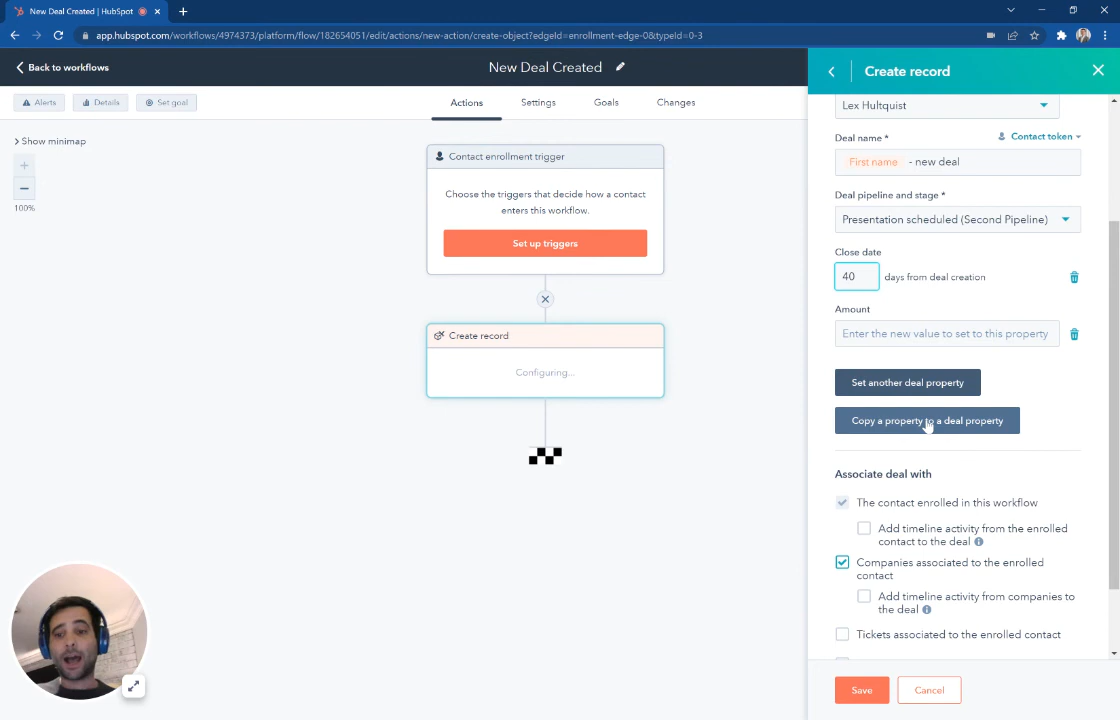 New Deal Created | HubSpot
app.hubspot.com/workflows/4974373/platform/flow/182654051/edit/actions/new-action/create-object?edgeId=enrollment-edge-0&typeId=0-3
Back to workflows
New Deal Created
Create record
Alerts
Details
Set goal
Actions
Settings
Goals
Changes
Show minimap
100%
Contact enrollment trigger
Choose the triggers that decide how a contact
enters this workflow.
Set up triggers
Create record
Configuring...
Lex Hultquist
Deal name *
Contact token
First name - new deal
Deal pipeline and stage *
Presentation scheduled (Second Pipeline)
Close date
40 days from deal creation
Amount
Enter the new value to set to this property
Set another deal property
Copy a property to a deal property
Associate deal with
The contact enrolled in this workflow
Add timeline activity from the enrolled
contact to the deal
Companies associated to the enrolled
contact
Add timeline activity from companies to
the deal
Tickets associated to the enrolled contact
Save
Cancel